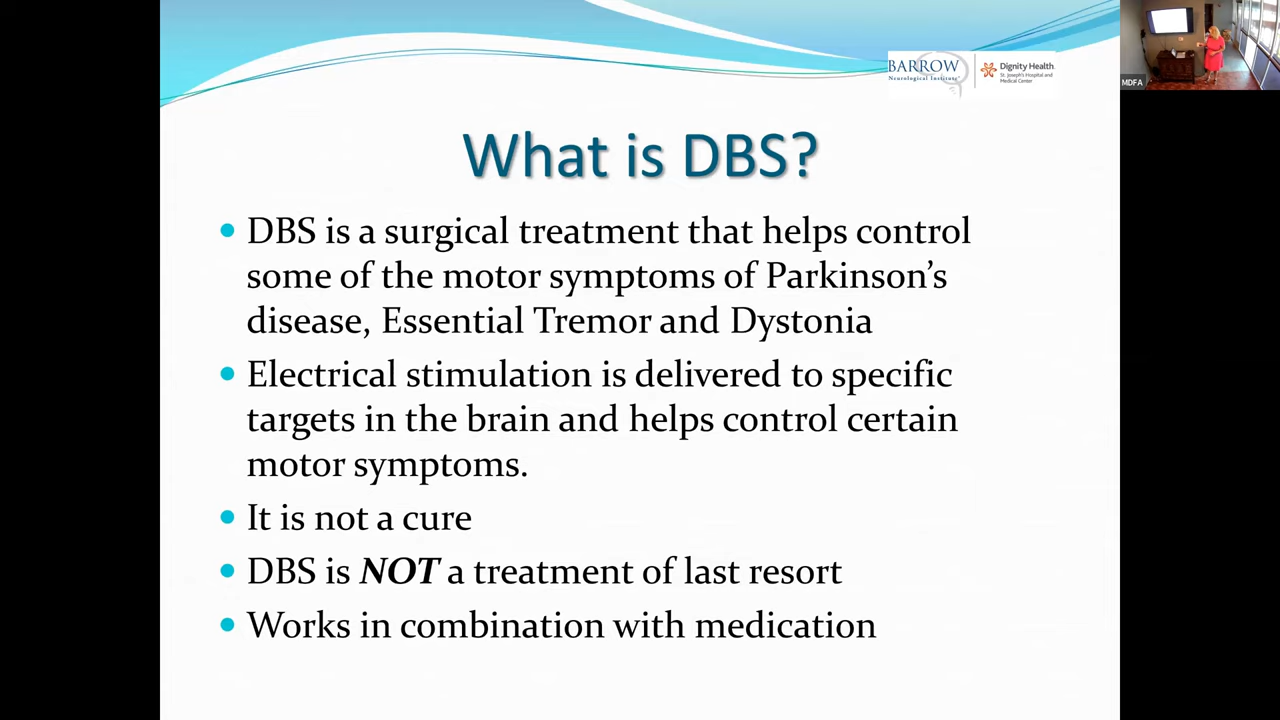 BARROW
Neurological Institute
Dignity Health
St. Joseph's Hospital and
Medical Center
MDFA
What is DBS?
• DBS is a surgical treatment that helps control
some of the motor symptoms of Parkinson’s
disease, Essential Tremor and Dystonia
• Electrical stimulation is delivered to specific
targets in the brain and helps control certain
motor symptoms.
• It is not a cure
• DBS is NOT a treatment of last resort
• Works in combination with medication